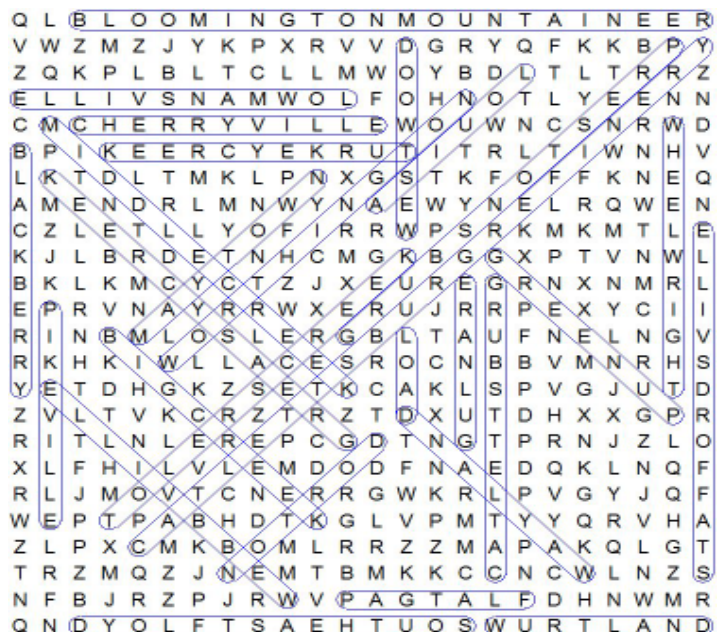 Q L B L O O M I N G T O N M O U N T A I N E E R
V W Z M Z J Y K P X R V V D G R Y Q F K K B P Y
Z Q K P L B L T C L L M W O Y B D L T L T R R Z
E L L I V S N A M W O L F O H N O T L Y E E N N
C M C H E R R Y V I L L E W O U W N C S N R W D
B P I K E E R C Y E K R U T I T R L T I W N H V
L K T D L T M K L P N X G S T K F O F F K N E Q
A M E N D R L M N W Y N A E W Y N E L R Q W E N
C Z L E T L L Y O F I R R W P S R K M K M T L E
K J L B R D E T N H C M G K B G G X P T V N W L
B K L K M C Y C T Z J X E U R E G R N X N M R L
E P R V N A Y R R W X E R U J R R P E X Y C I I
R I N B M L O S L E R G B L T A U F N E L N G V
R K H K I W L L A C E S R O C N B B V M N R H S
Y E T D H G K Z S E T K C A K L S P V G J U T D
Z V L T V K C R Z T R Z T D X U T D H X X G P R
R I T L N L E R E P C G D T N G T P R N J Z L O
X L F H I L V L E M D O D F N A E D Q K L N Q F
R L J M O V T C N E R R G W K R L P V G Y J Q F
W E P T P A B H D T K G L V P M T Y Y Q R V H A
Z L P X C M K B O M L R R Z Z M A P A K Q L G T
T R Z M Q Z J N E M T B M K K C C N C W L N Z S
N F B J R Z P J R W V P A G T A L F D H N W M R
Q N D Y O L F T S A E H T U O S W U R T L A N D